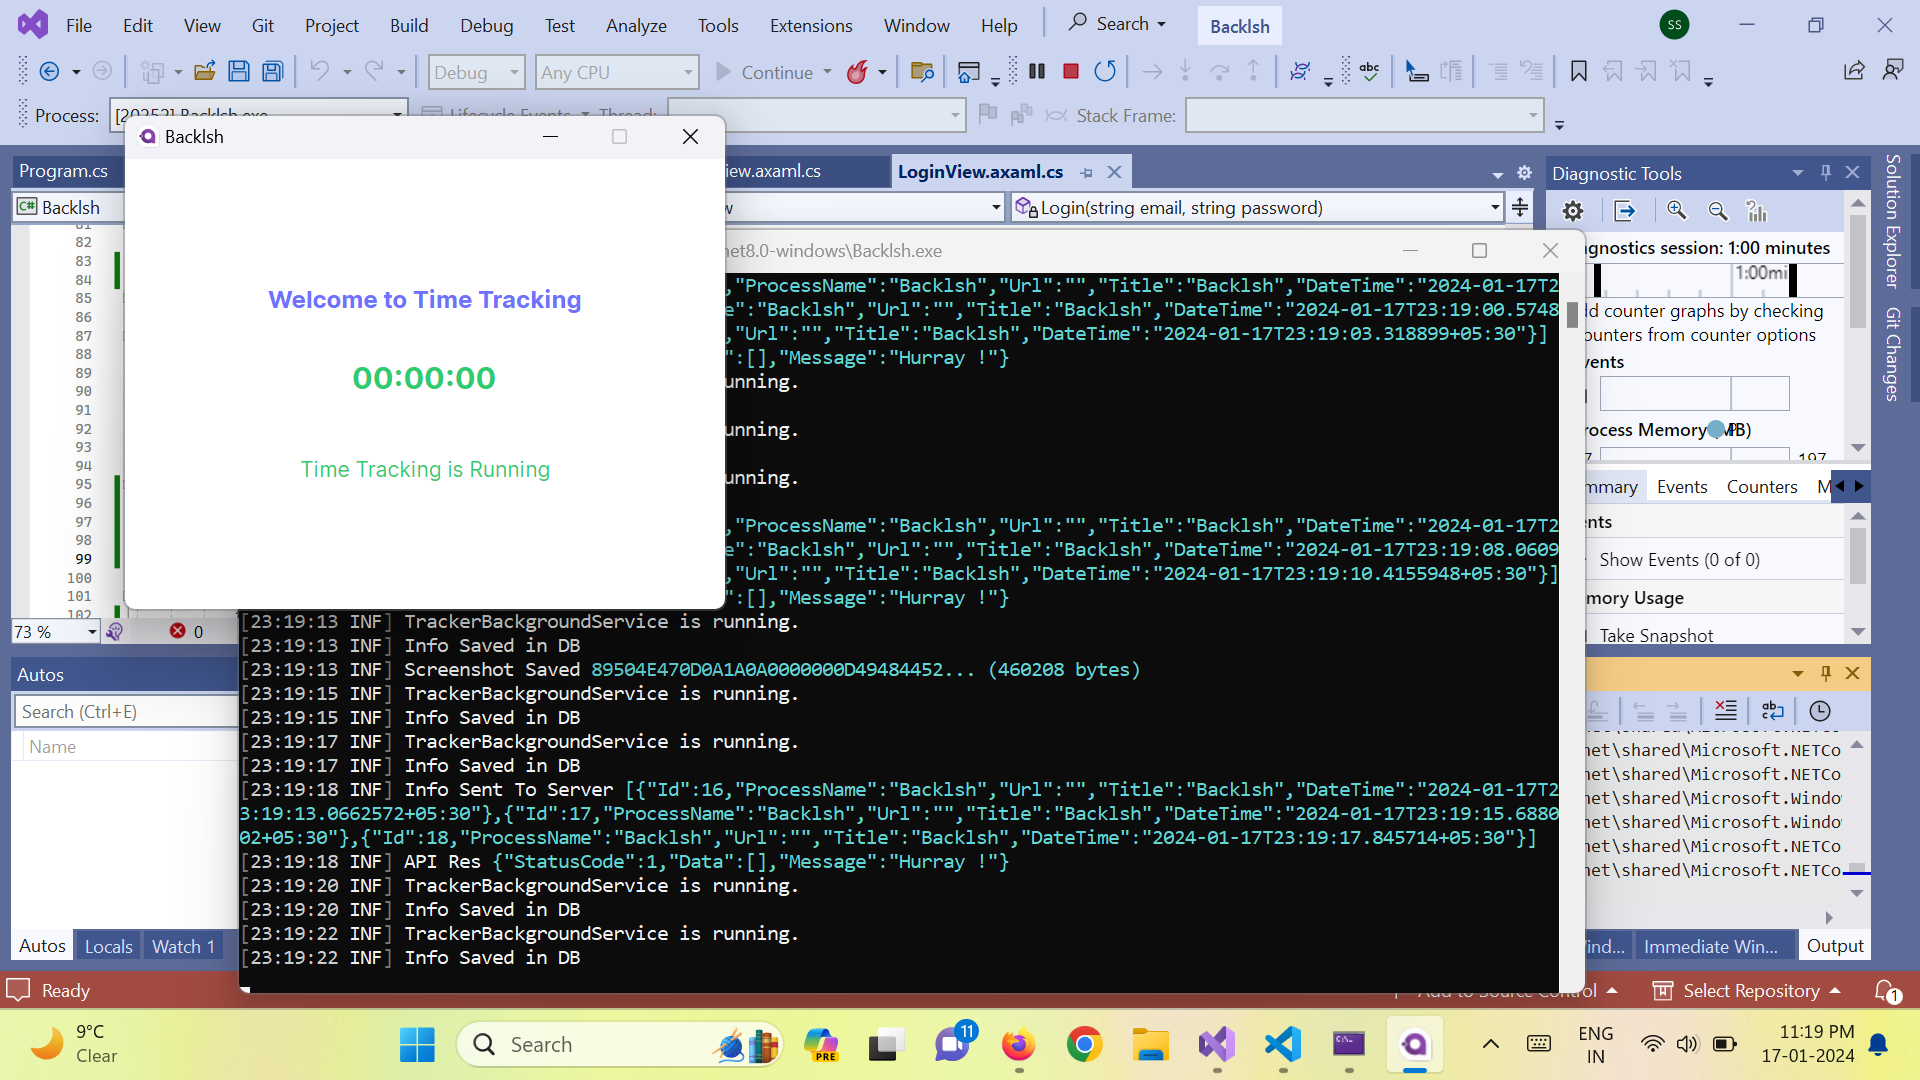 File Edit View Git Project Build Debug Test Analyze Tools Extensions Window Help Search Backlsh SS
Debug Any CPU Continue
Process: [20252] Backlsh.exe Lifecycle Events Thread: Stack Frame:
Backlsh
Program.cs iew.axaml.cs LoginView.axaml.cs
Backlsh Login(string email, string password)
82
83
84
85
86
87
88
89
90
91
92
93
94
95
96
97
98
99
100
101
102
73 % 0
Welcome to Time Tracking
00:00:00
Time Tracking is Running
net8.0-windows\Backlsh.exe
,"ProcessName":"Backlsh","Url":"","Title":"Backlsh","DateTime":"2024-01-17T2
e":"Backlsh","Url":"","Title":"Backlsh","DateTime":"2024-01-17T23:19:00.5748
,"Url":"","Title":"Backlsh","DateTime":"2024-01-17T23:19:03.318899+05:30"}]
":[],"Message":"Hurray !"}
unning.
unning.
unning.
,"ProcessName":"Backlsh","Url":"","Title":"Backlsh","DateTime":"2024-01-17T2
e":"Backlsh","Url":"","Title":"Backlsh","DateTime":"2024-01-17T23:19:08.0609
,"Url":"","Title":"Backlsh","DateTime":"2024-01-17T23:19:10.4155948+05:30"}]
":[],"Message":"Hurray !"}
[23:19:13 INF] TrackerBackgroundService is running.
[23:19:13 INF] Info Saved in DB
[23:19:13 INF] Screenshot Saved 89504E470D0A1A0A0000000D49484452... (460208 bytes)
[23:19:15 INF] TrackerBackgroundService is running.
[23:19:15 INF] Info Saved in DB
[23:19:17 INF] TrackerBackgroundService is running.
[23:19:17 INF] Info Saved in DB
[23:19:18 INF] Info Sent To Server [{"Id":16,"ProcessName":"Backlsh","Url":"","Title":"Backlsh","DateTime":"2024-01-17T2
3:19:13.0662572+05:30"},{"Id":17,"ProcessName":"Backlsh","Url":"","Title":"Backlsh","DateTime":"2024-01-17T23:19:15.6880
02+05:30"},{"Id":18,"ProcessName":"Backlsh","Url":"","Title":"Backlsh","DateTime":"2024-01-17T23:19:17.845714+05:30"}]
[23:19:18 INF] API Res {"StatusCode":1,"Data":[],"Message":"Hurray !"}
[23:19:20 INF] TrackerBackgroundService is running.
[23:19:20 INF] Info Saved in DB
[23:19:22 INF] TrackerBackgroundService is running.
[23:19:22 INF] Info Saved in DB
Diagnostic Tools
agnostics session: 1:00 minutes
1:00mi
dd counter graphs by checking
ounters from counter options
vents
rocess Memory (MB)
197
mmary Events Counters M
ents
Show Events (0 of 0)
mory Usage
Take Snapshot
net\shared\Microsoft.NETCo
net\shared\Microsoft.NETCo
net\shared\Microsoft.Windo
net\shared\Microsoft.Windo
net\shared\Microsoft.NETCo
net\shared\Microsoft.NETCo
ind... Immediate Win... Output
Solution Explorer
Git Changes
Autos
Search (Ctrl+E)
Name
Autos Locals Watch 1
Ready Add to Source Control Select Repository 1
9°C
Clear
Search
PRE
11
ENG
IN
11:19 PM
17-01-2024